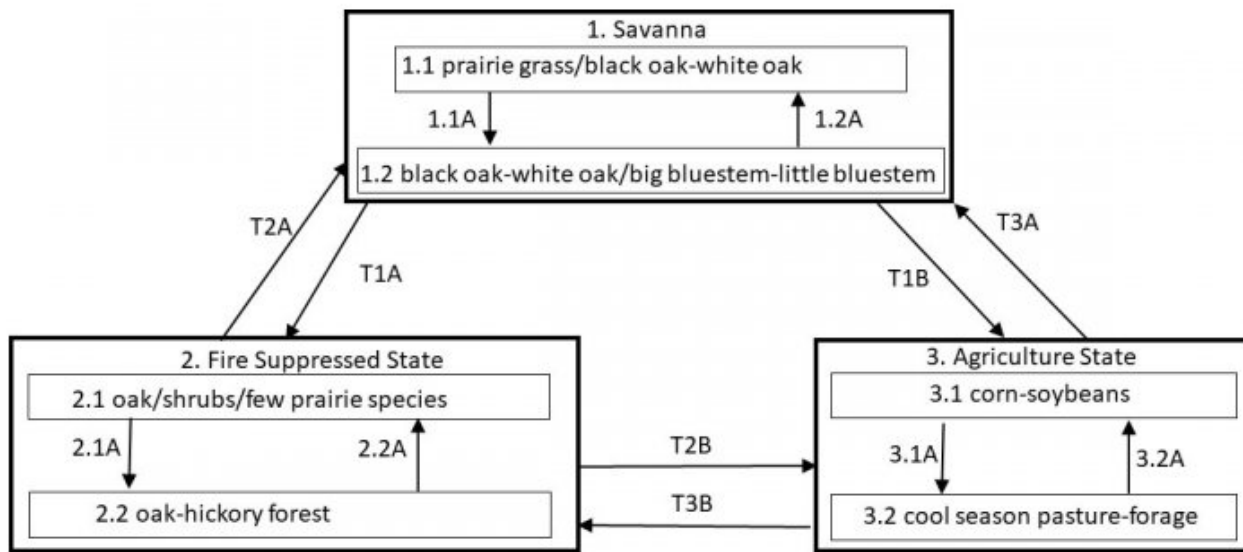 1. Savanna
1.1 prairie grass/black oak-white oak
1.1A
1.2A
1.2 black oak-white oak/big bluestem-little bluestem
T2A
T1A
T1B
T3A
2. Fire Suppressed State
2.1 oak/shrubs/few prairie species
2.1A
2.2A
2.2 oak-hickory forest
T2B
T3B
3. Agriculture State
3.1 corn-soybeans
3.1A
3.2A
3.2 cool season pasture-forage